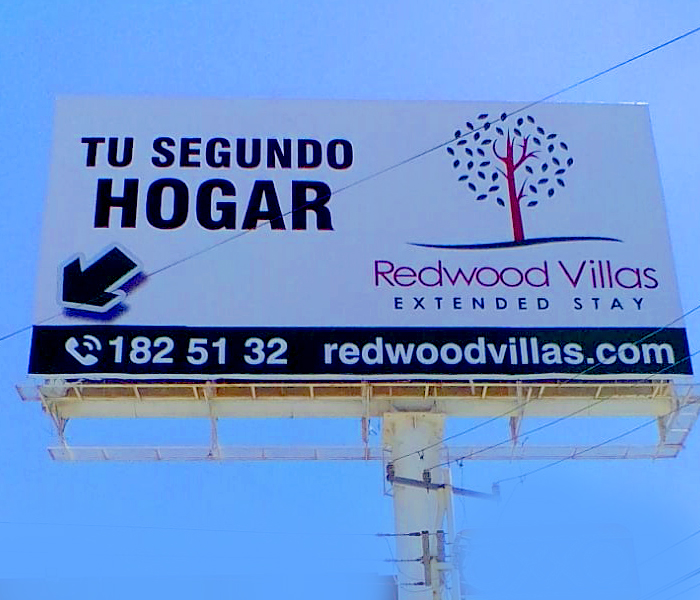 TU SEGUNDO
HOGAR
Redwood Villas
EXTENDED STAY
182 51 32 redwoodvillas.com